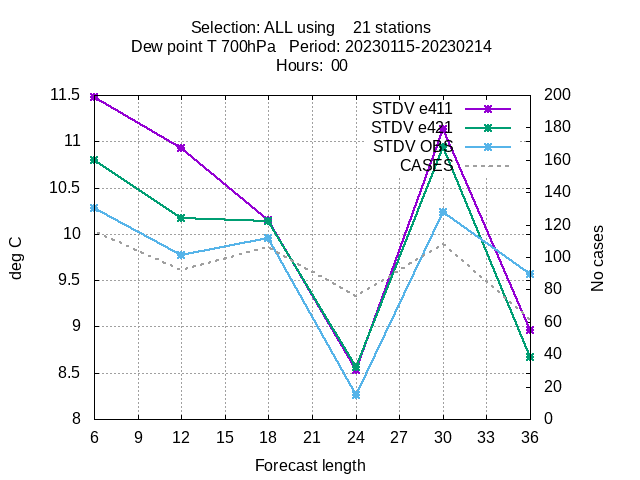 Selection: ALL using    21 stations
Dew point T 700hPa   Period: 20230115-20230214
Hours:  00
STDV e411
STDV e421
STDV OBS
CASES
11.5
11
10.5
10
9.5
9
8.5
8
200
180
160
140
120
100
80
60
40
20
0
deg C
No cases
6 9 12 15 18 21 24 27 30 33 36
Forecast length